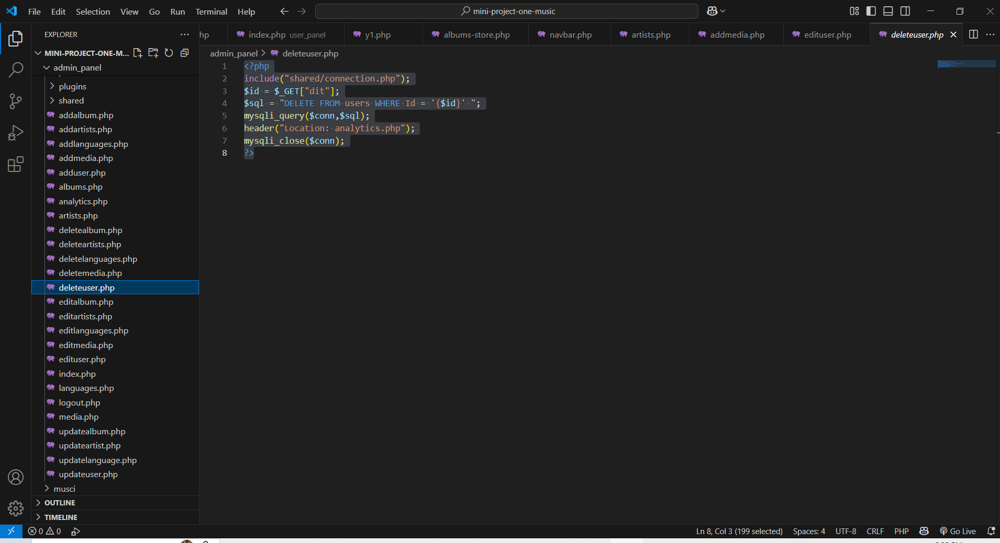 File Edit Selection View Go Run Terminal Help
mini-project-one-music
EXPLORER
MINI-PROJECT-ONE-M...
admin_panel
plugins
shared
addalbum.php
addartists.php
addlanguages.php
addmedia.php
adduser.php
albums.php
analytics.php
artists.php
deletealbum.php
deleteartists.php
deletelanguages.php
deletemedia.php
deleteuser.php
editalbum.php
editartists.php
editlanguages.php
editmedia.php
edituser.php
index.php
languages.php
logout.php
media.php
updatealbum.php
updateartist.php
updatelanguage.php
updateuser.php
musci
OUTLINE
TIMELINE
hp index.php user_panel y1.php albums-store.php navbar.php artists.php addmedia.php edituser.php deleteuser.php
admin_panel > deleteuser.php
1 <?php
2 include("shared/connection.php");
3 $id = $_GET["dit"];
4 $sql = "DELETE FROM users WHERE Id = '{$id}' ";
5 mysqli_query($conn,$sql);
6 header("Location: analytics.php");
7 mysqli_close($conn);
8 ?>
0 0 Ln 8, Col 3 (199 selected) Spaces: 4 UTF-8 CRLF PHP Go Live